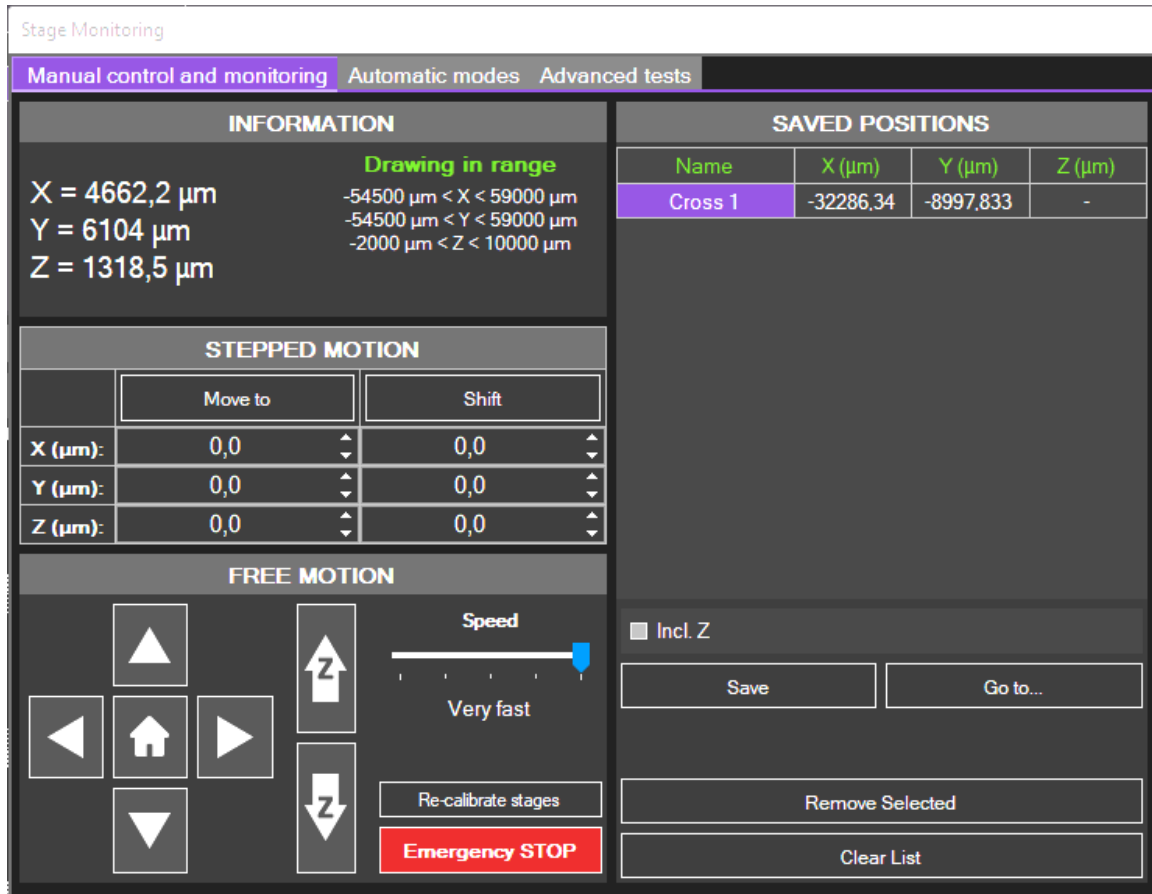 Stage Monitoring
Manual control and monitoring Automatic modes Advanced tests
INFORMATION
X = 4662,2 µm
Y = 6104 µm
Z = 1318,5 µm
Drawing in range
-54500 µm < X < 59000 µm
-54500 µm < Y < 59000 µm
-2000 µm < Z < 10000 µm
STEPPED MOTION
Move to Shift
X (µm): 0,0 0,0
Y (µm): 0,0 0,0
Z (µm): 0,0 0,0
FREE MOTION
Z
Z
Speed
Very fast
Re-calibrate stages
Emergency STOP
SAVED POSITIONS
Name X (µm) Y (µm) Z (µm)
Cross 1 -32286,34 -8997,833 -
Incl. Z
Save Go to...
Remove Selected
Clear List